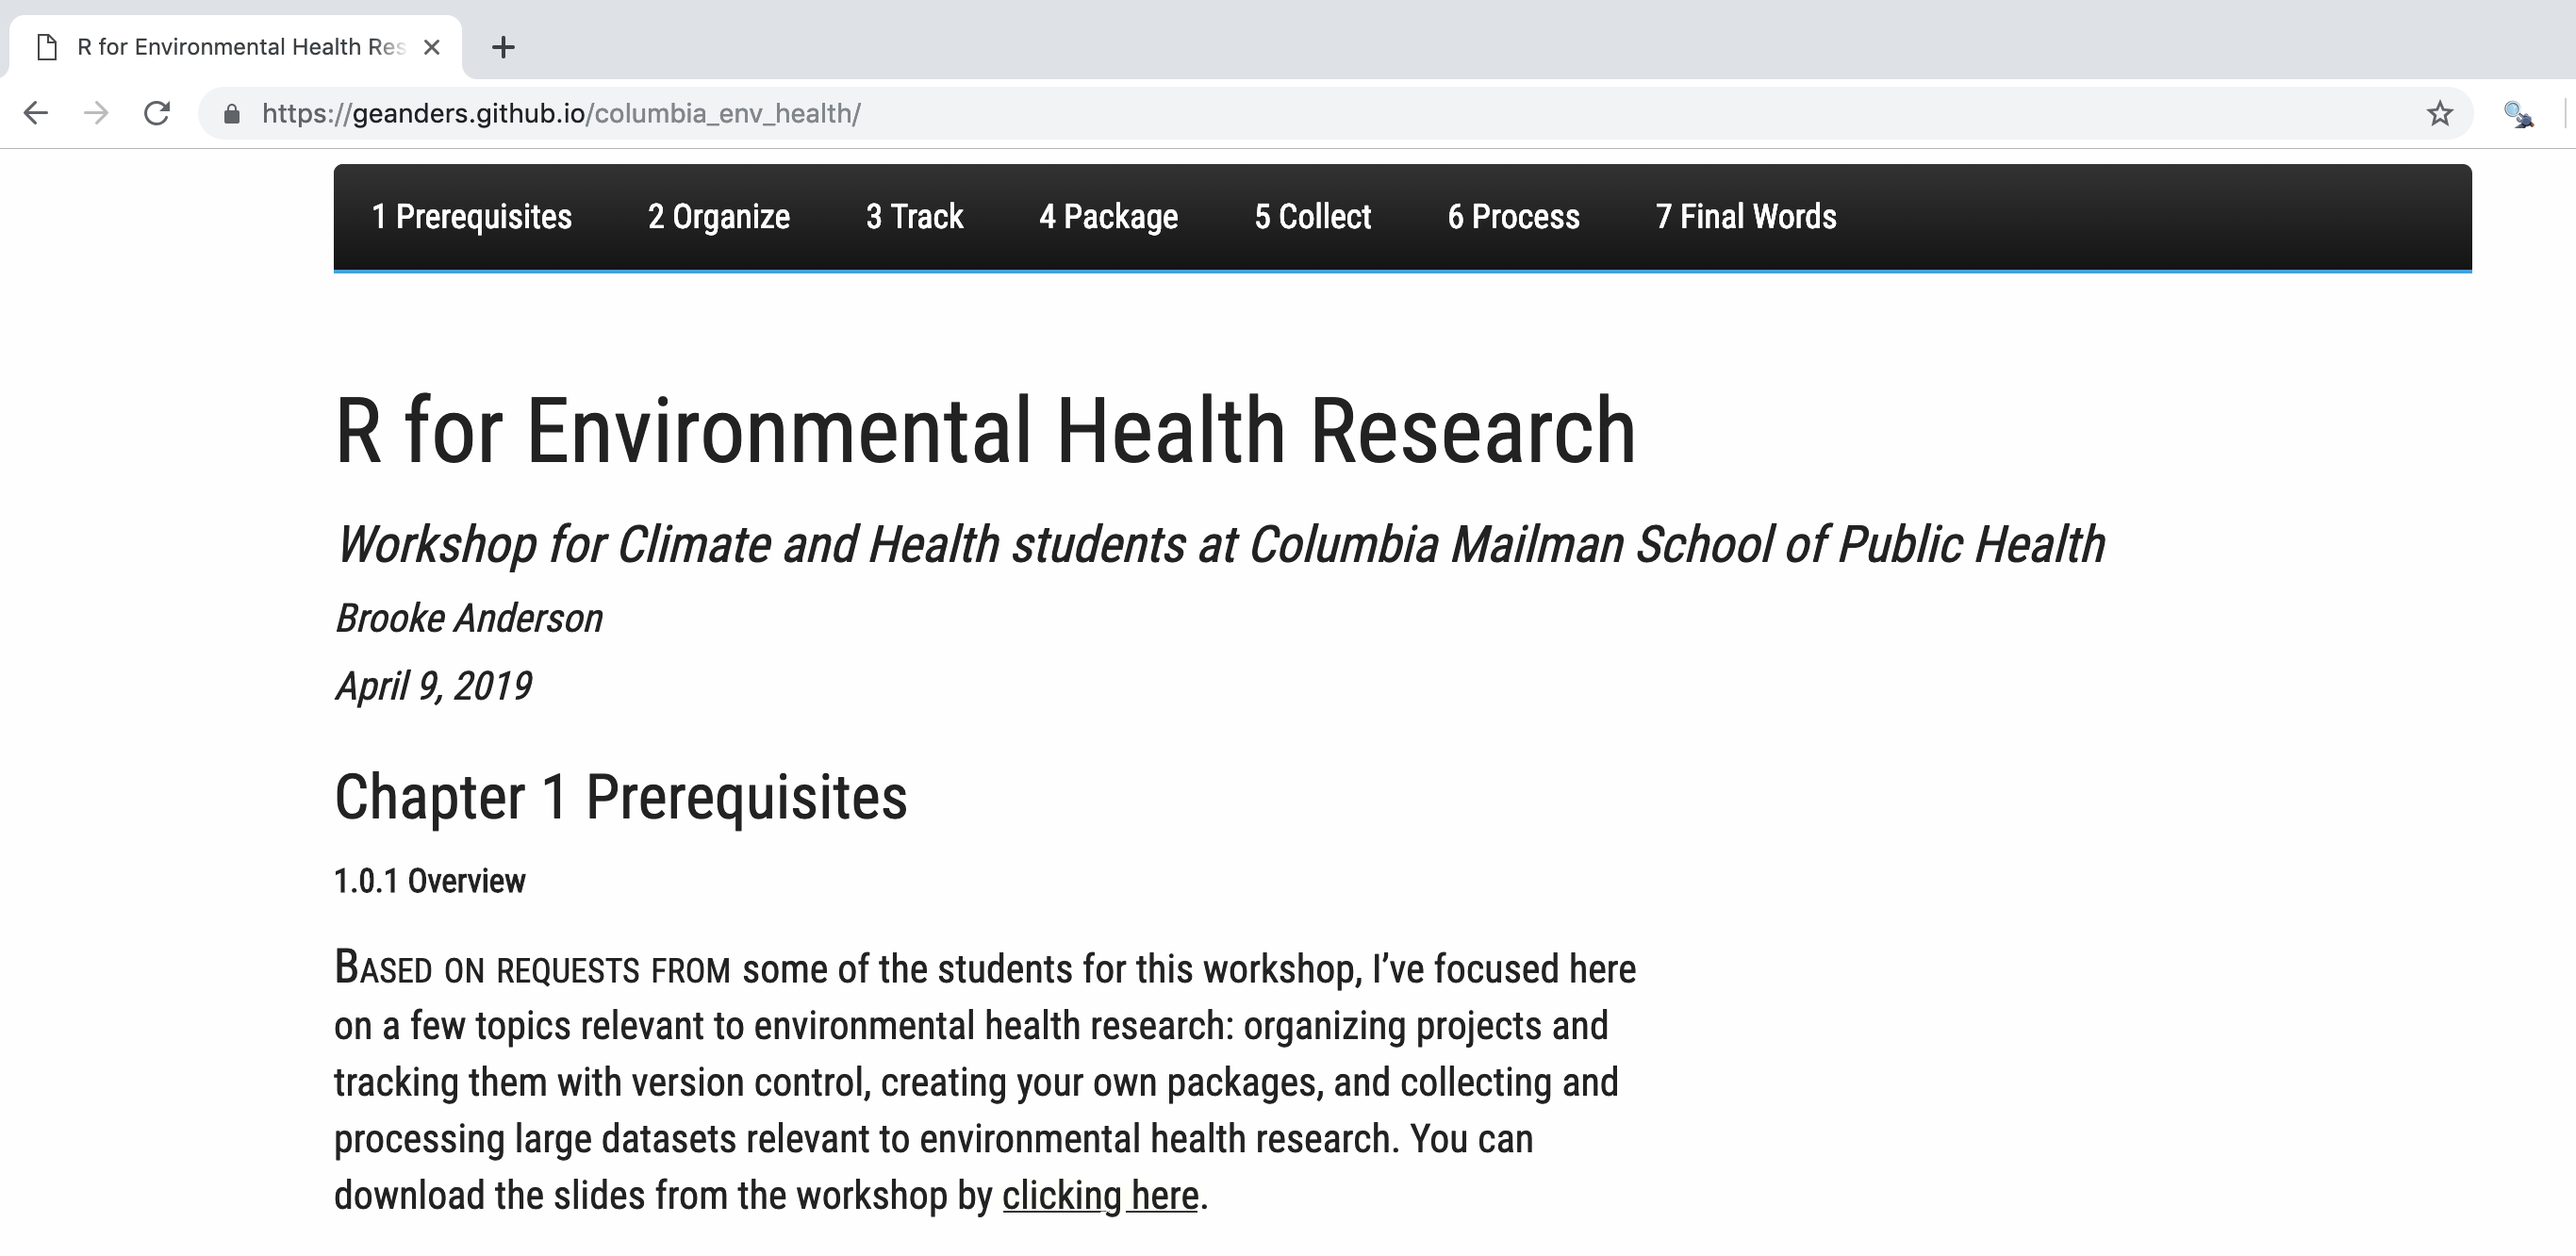 R for Environmental Health Res
https://geanders.github.io/columbia_env_health/
1 Prerequisites 2 Organize 3 Track 4 Package 5 Collect 6 Process 7 Final Words
R for Environmental Health Research
Workshop for Climate and Health students at Columbia Mailman School of Public Health
Brooke Anderson
April 9, 2019
Chapter 1 Prerequisites
1.0.1 Overview
BASED ON REQUESTS FROM some of the students for this workshop, I’ve focused here
on a few topics relevant to environmental health research: organizing projects and
tracking them with version control, creating your own packages, and collecting and
processing large datasets relevant to environmental health research. You can
download the slides from the workshop by clicking here.